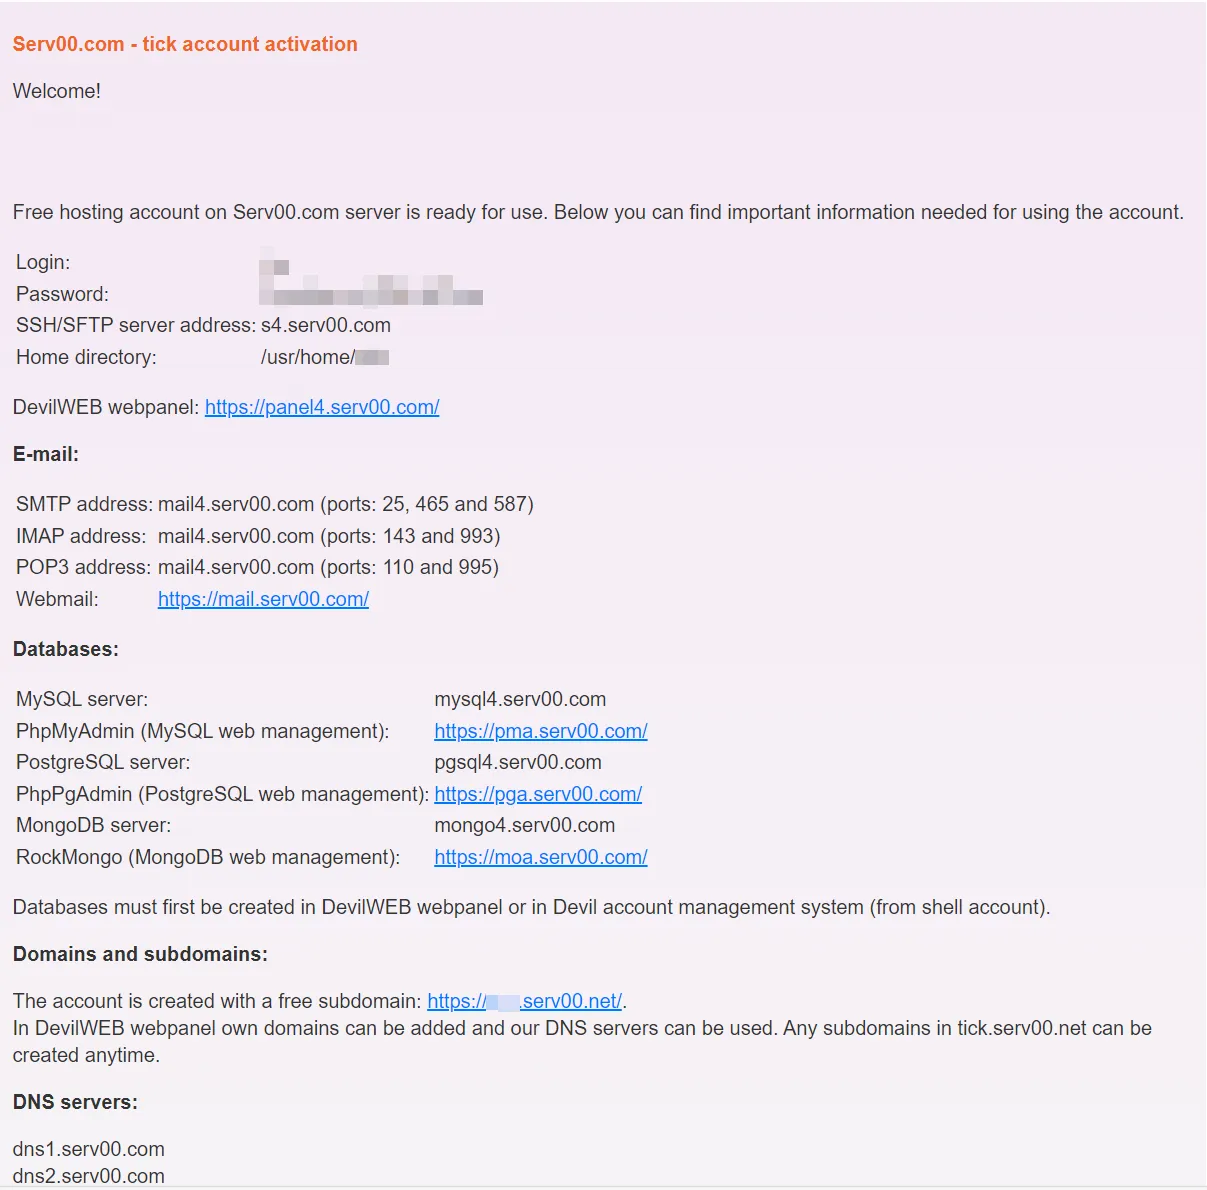 Serv00.com - tick account activation
Welcome!
Free hosting account on Serv00.com server is ready for use. Below you can find important information needed for using the account.
Login:
Password:
SSH/SFTP server address: s4.serv00.com
Home directory: /usr/home/
DevilWEB webpanel: https://panel4.serv00.com/
E-mail:
SMTP address: mail4.serv00.com (ports: 25, 465 and 587)
IMAP address: mail4.serv00.com (ports: 143 and 993)
POP3 address: mail4.serv00.com (ports: 110 and 995)
Webmail: https://mail.serv00.com/
Databases:
MySQL server: mysql4.serv00.com
PhpMyAdmin (MySQL web management): https://pma.serv00.com/
PostgreSQL server: pgsql4.serv00.com
PhpPgAdmin (PostgreSQL web management): https://pga.serv00.com/
MongoDB server: mongo4.serv00.com
RockMongo (MongoDB web management): https://moa.serv00.com/
Databases must first be created in DevilWEB webpanel or in Devil account management system (from shell account).
Domains and subdomains:
The account is created with a free subdomain: https:// .serv00.net/.
In DevilWEB webpanel own domains can be added and our DNS servers can be used. Any subdomains in tick.serv00.net can be
created anytime.
DNS servers:
dns1.serv00.com
dns2.serv00.com